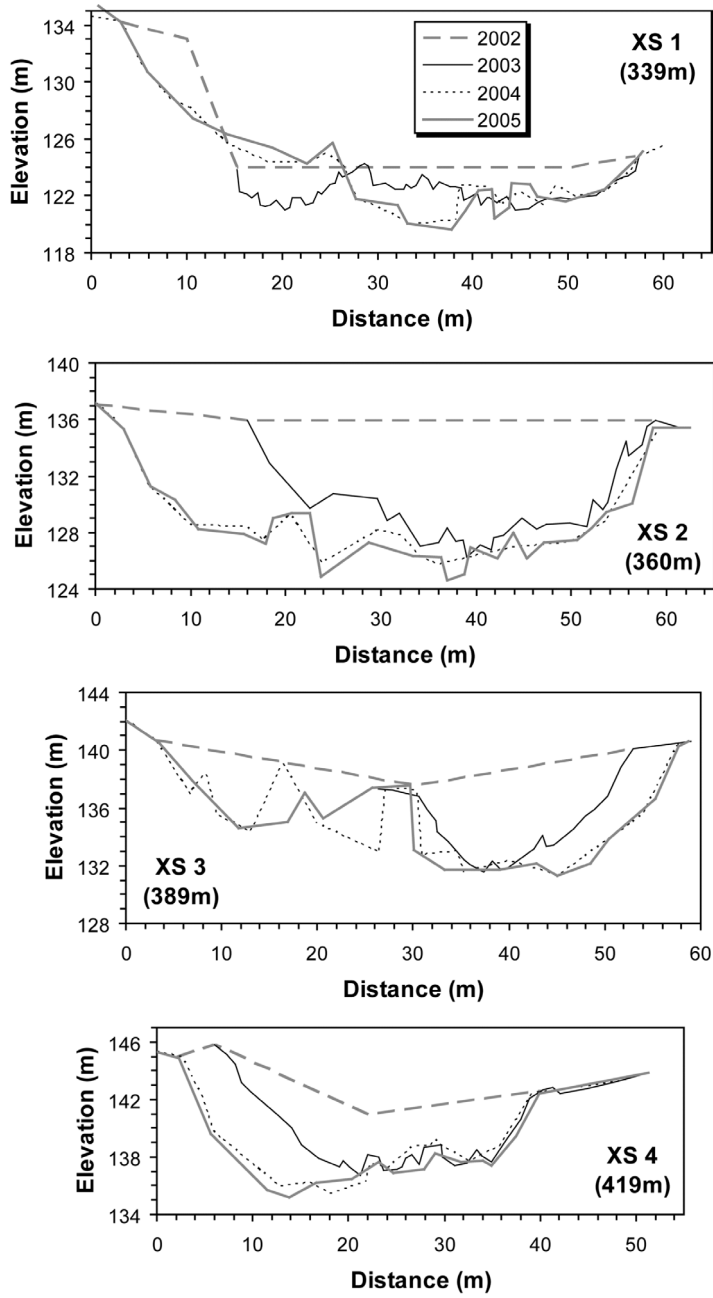 XS 1
(339m)
2002
2003
2004
2005
Elevation (m)
134
130
126
122
118
0 10 20 30 40 50 60
Distance (m)
XS 2
(360m)
Elevation (m)
140
136
132
128
124
0 10 20 30 40 50 60
Distance (m)
XS 3
(389m)
Elevation (m)
144
140
136
132
128
0 10 20 30 40 50 60
Distance (m)
XS 4
(419m)
Elevation (m)
146
142
138
134
0 10 20 30 40 50
Distance (m)